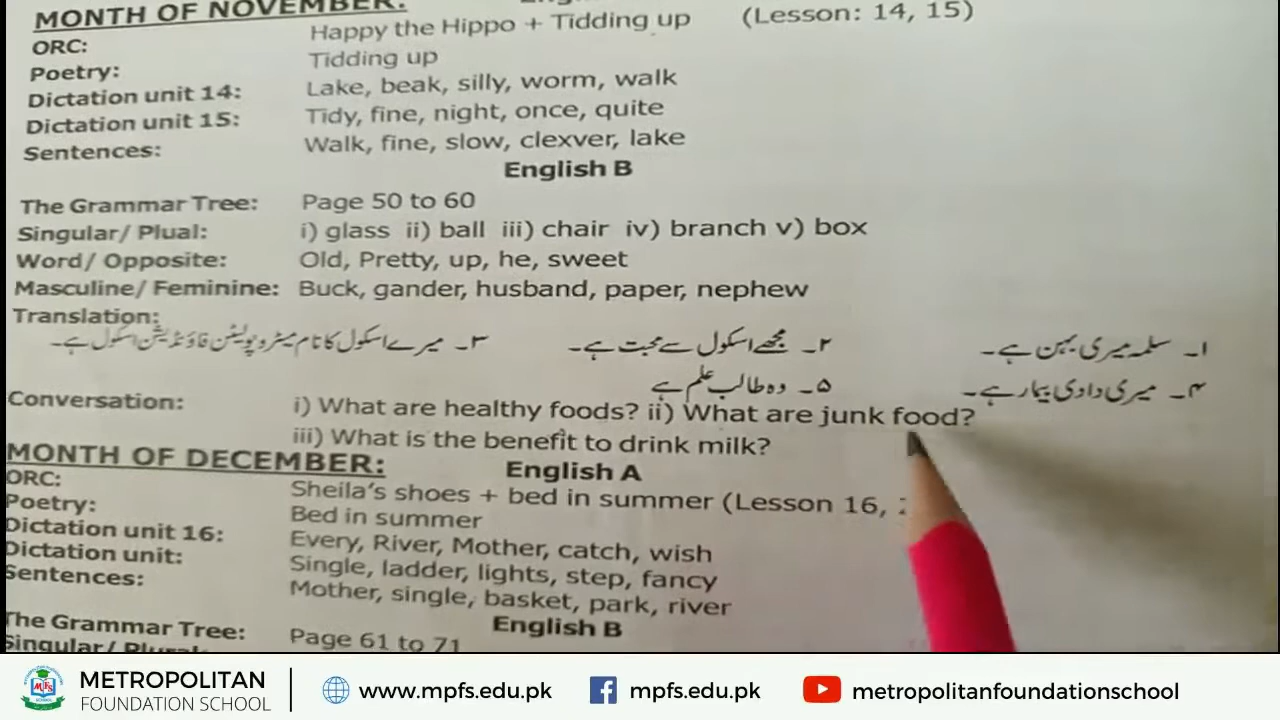 MONTH OF NOVEMBER:
ORC: Happy the Hippo + Tidding up (Lesson: 14, 15)
Poetry: Tidding up
Dictation unit 14: Lake, beak, silly, worm, walk
Dictation unit 15: Tidy, fine, night, once, quite
Sentences: Walk, fine, slow, clexver, lake
English B
The Grammar Tree: Page 50 to 60
Singular/ Plual: i) glass ii) ball iii) chair iv) branch v) box
Word/ Opposite: Old, Pretty, up, he, sweet
Masculine/ Feminine: Buck, gander, husband, paper, nephew
Translation:
۱۔ سلمہ میری بہن ہے۔ ۲۔ مجھے اسکول سے محبت ہے۔ ۳۔ میرے اسکول کا نام میٹروپولیٹن فاؤنڈیشن اسکول ہے۔
۴۔ میری دادی بیمار ہے۔ ۵۔ وہ طالب علم ہے
Conversation: i) What are healthy foods? ii) What are junk food?
iii) What is the benefit to drink milk?
MONTH OF DECEMBER: English A
ORC: Sheila's shoes + bed in summer (Lesson 16,
Poetry: Bed in summer
Dictation unit 16: Every, River, Mother, catch, wish
Dictation unit: Single, ladder, lights, step, fancy
Sentences: Mother, single, basket, park, river
English B
The Grammar Tree: Page 61 to 71
Singular/
METROPOLITAN
FOUNDATION SCHOOL
www.mpfs.edu.pk
mpfs.edu.pk
metropolitanfoundationschool